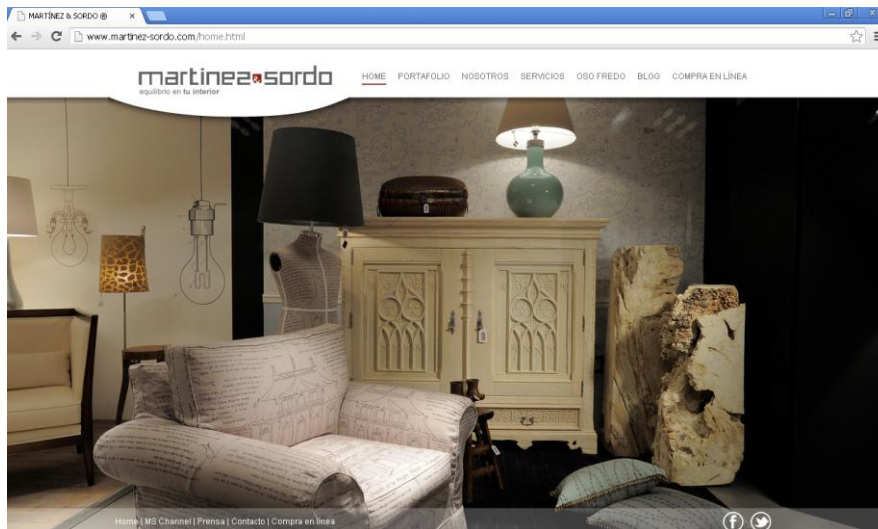 MARTÍNEZ & SORDO ®
www.martinez-sordo.com/home.html
martinez&sordo
equilibrio en tu interior
HOME PORTAFOLIO NOSOTROS SERVICIOS OSO FREDO BLOG COMPRA EN LÍNEA
Home | MS Channel | Prensa | Contacto | Compra en linea